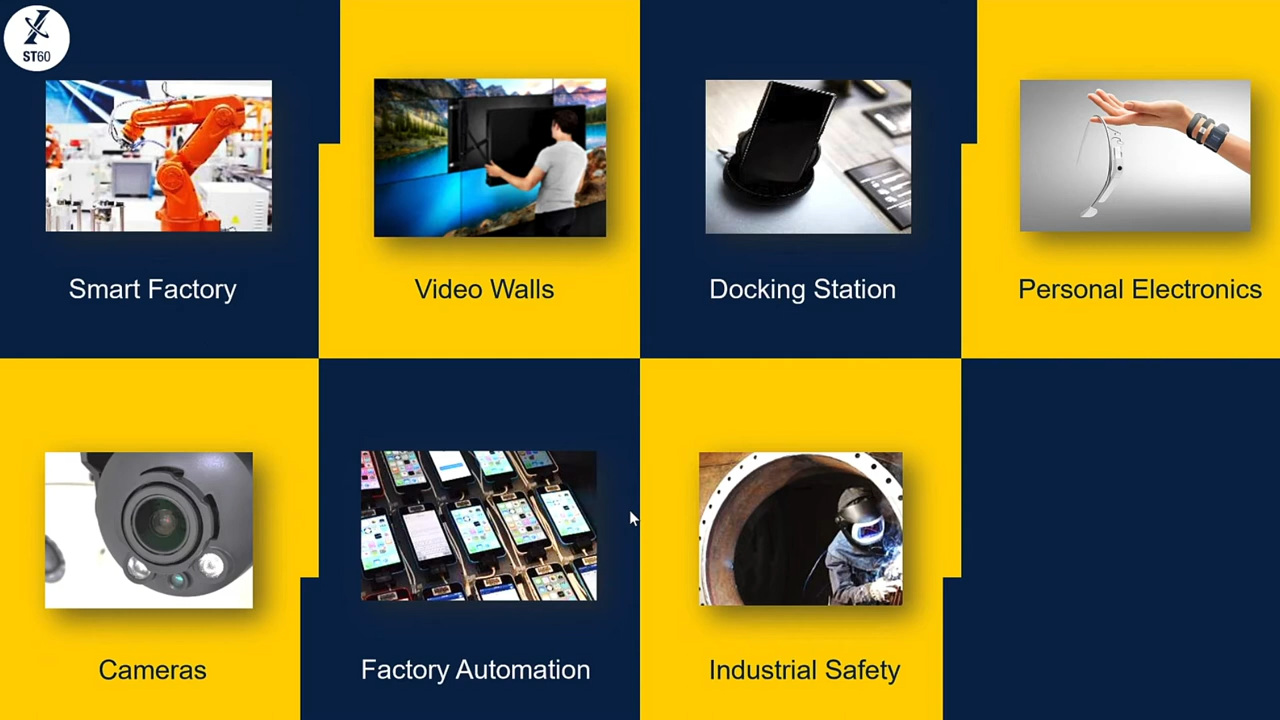 ST60
Smart Factory
Video Walls
Docking Station
Personal Electronics
Cameras
Factory Automation
Industrial Safety